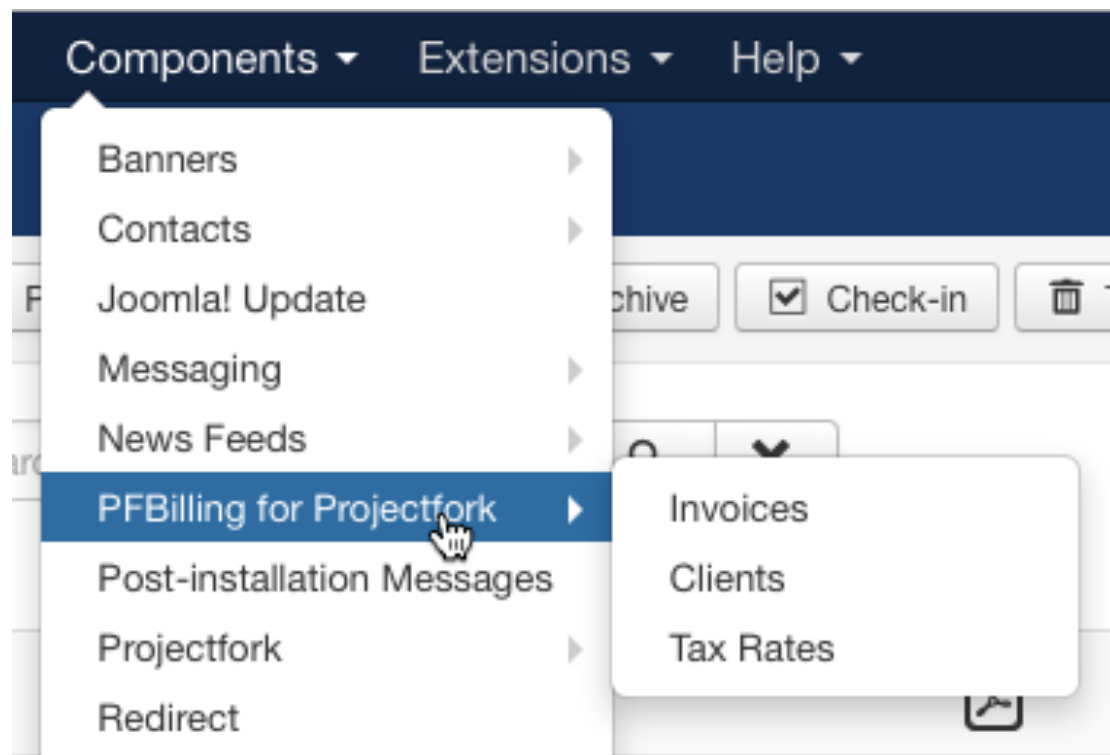 Components Extensions Help
Banners
Contacts
Joomla! Update
Check-in
Messaging
News Feeds
PFBilling for Projectfork
Invoices
Post-installation Messages
Clients
Projectfork
Tax Rates
Redirect